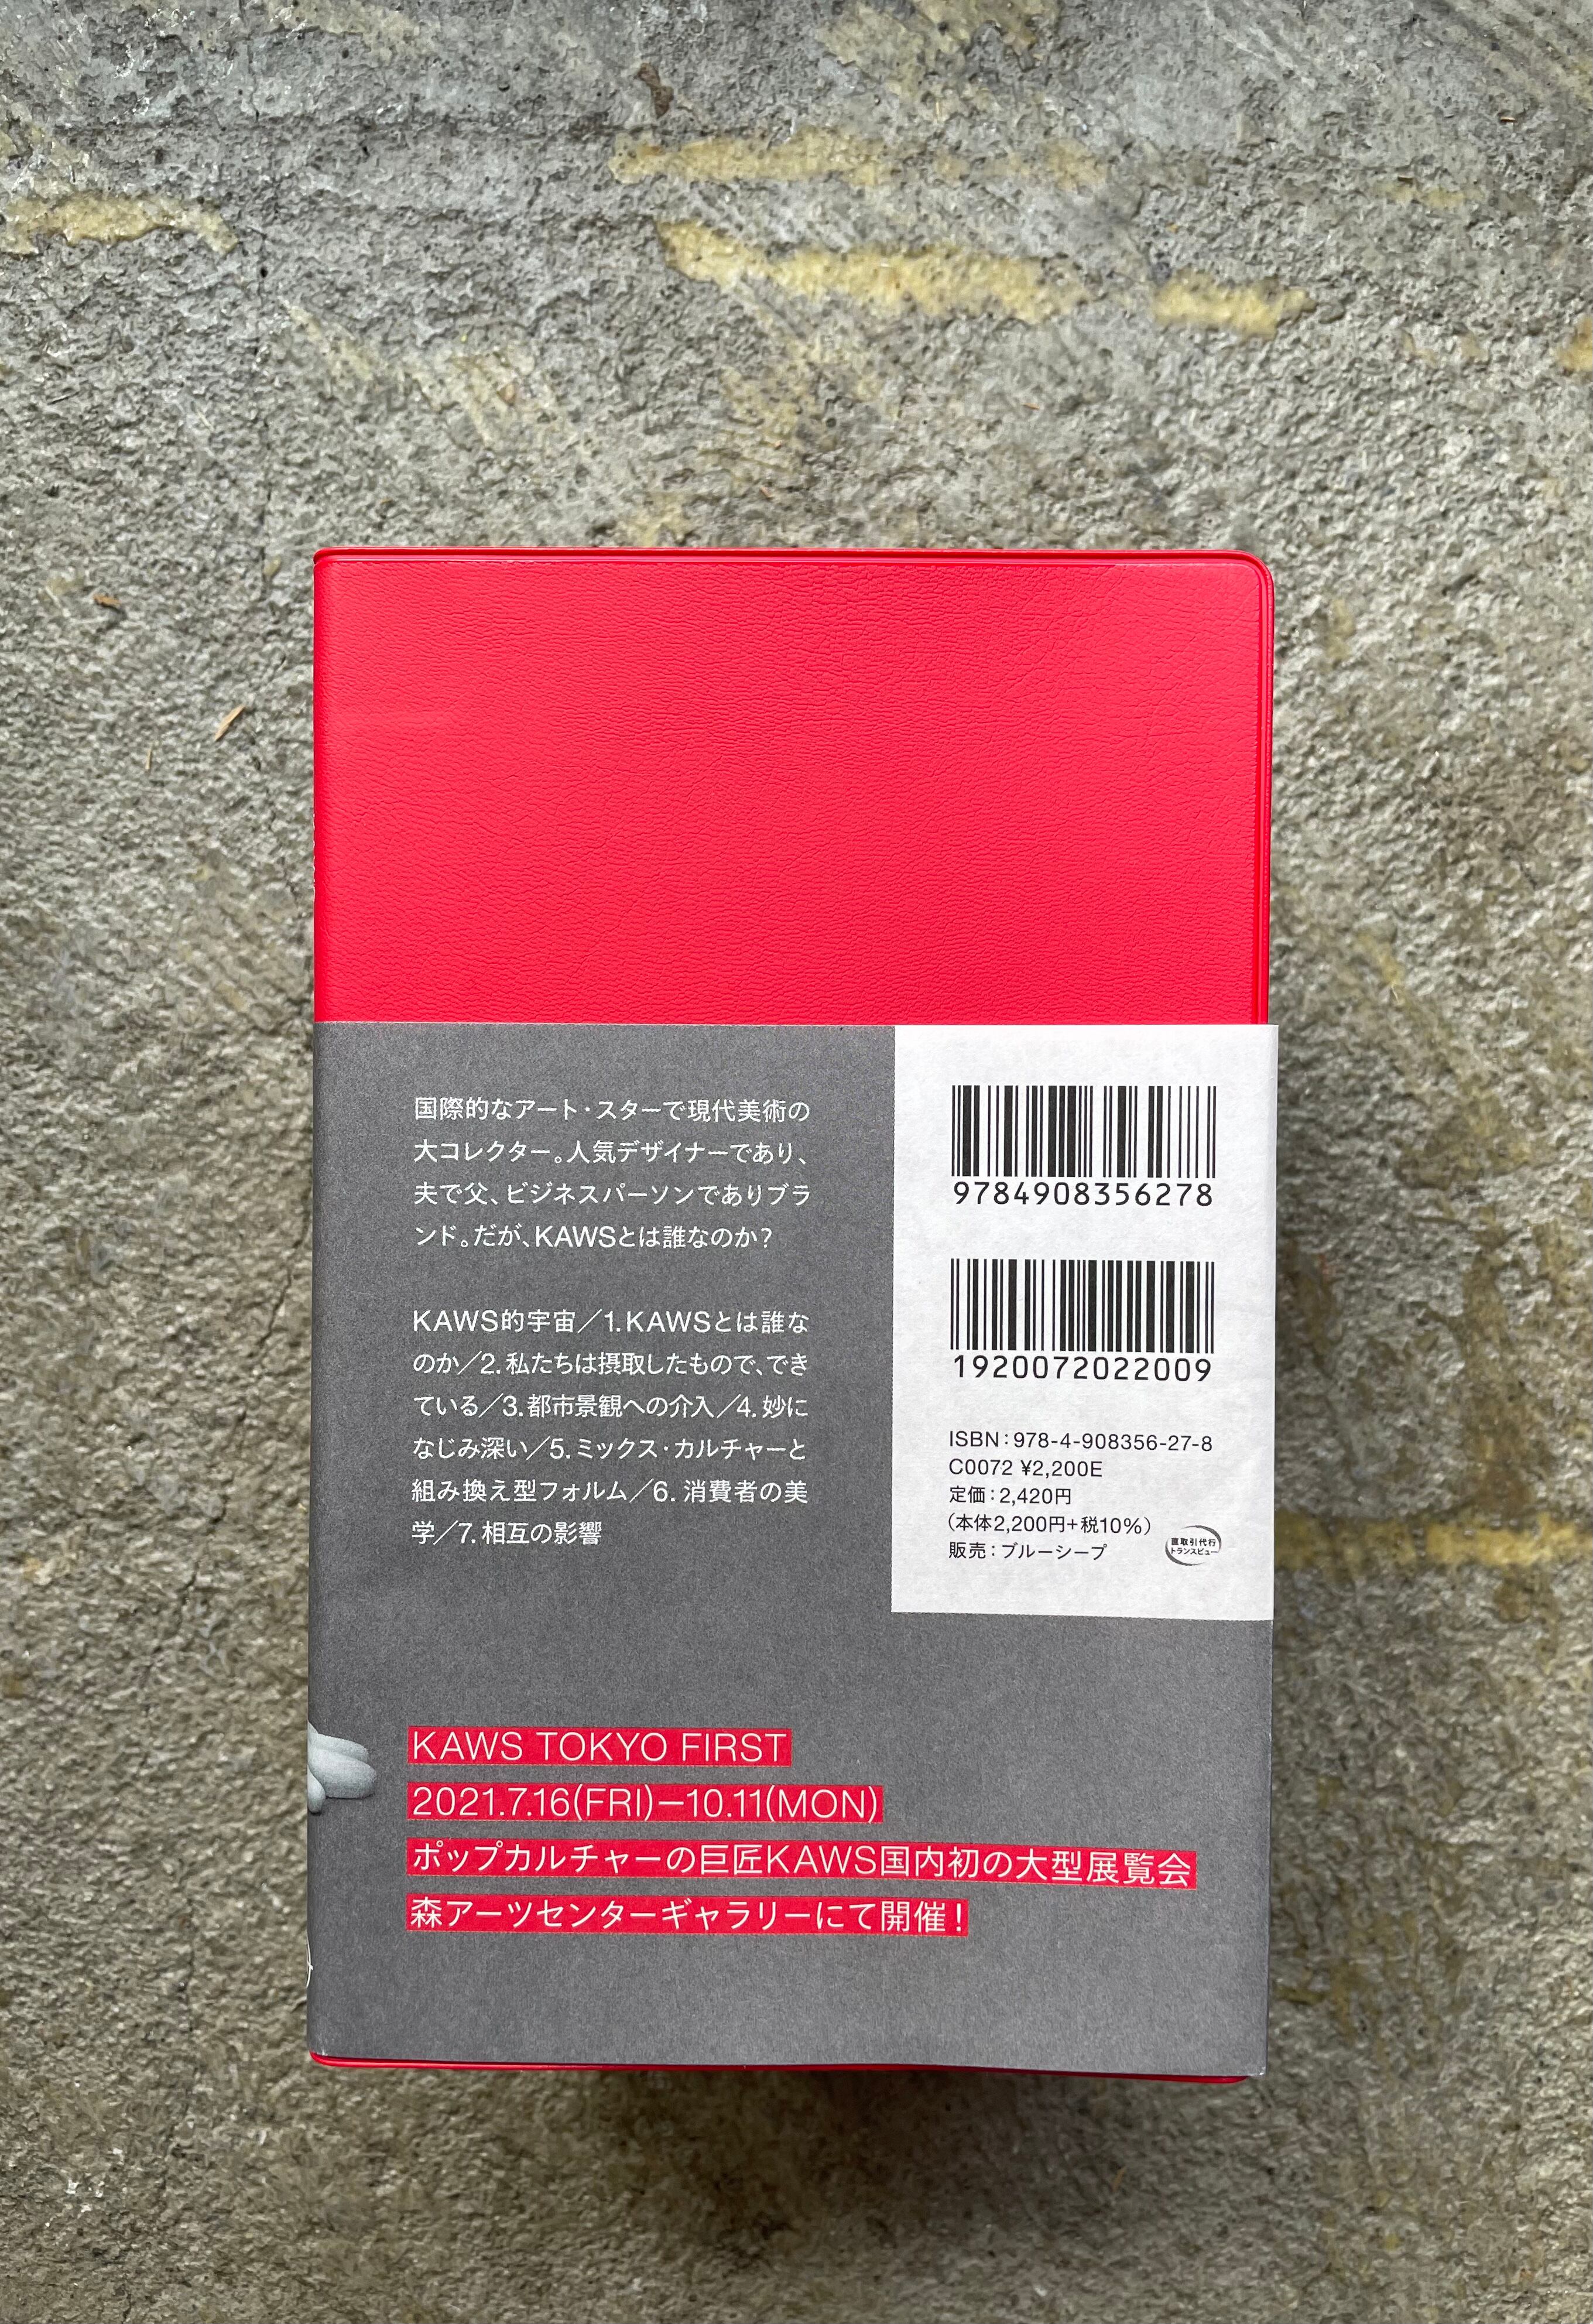 国際的なアート・スターで現代美術の
大コレクター。人気デザイナーであり、
夫で父、ビジネスパーソンでありブラ
ンド。だが、KAWSとは誰なのか?
KAWS的宇宙／1.KAWSとは誰な
のか／2.私たちは摂取したもので、でき
ている／3.都市景観への介入／4.妙に
なじみ深い／5.ミックス・カルチャーと
組み換え型フォルム／6.消費者の美
学／7.相互の影響
9784908356278
1920072022009
ISBN：978-4-908356-27-8
C0072 ¥2,200E
定価：2,420円
（本体2,200円+税10%）
販売：ブルーシープ
直取引代行
トランスビュー
KAWS TOKYO FIRST
2021.7.16(FRI)—10.11(MON)
ポップカルチャーの巨匠KAWS国内初の大型展覧会
森アーツセンターギャラリーにて開催！